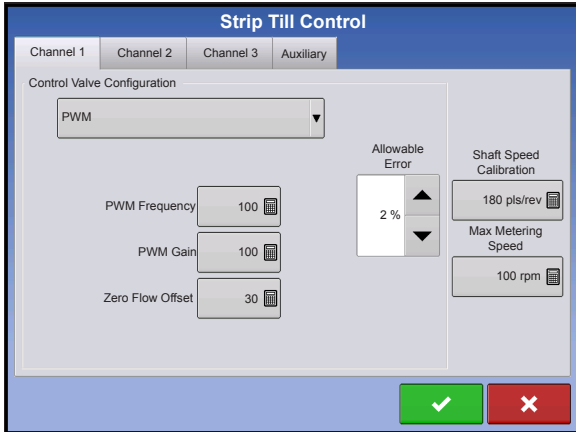 Strip Till Control
Channel 1 Channel 2 Channel 3 Auxiliary
Control Valve Configuration
PWM
Allowable
Error
2 %
Shaft Speed
Calibration
180 pls/rev
Max Metering
Speed
100 rpm
PWM Frequency 100
PWM Gain 100
Zero Flow Offset 30